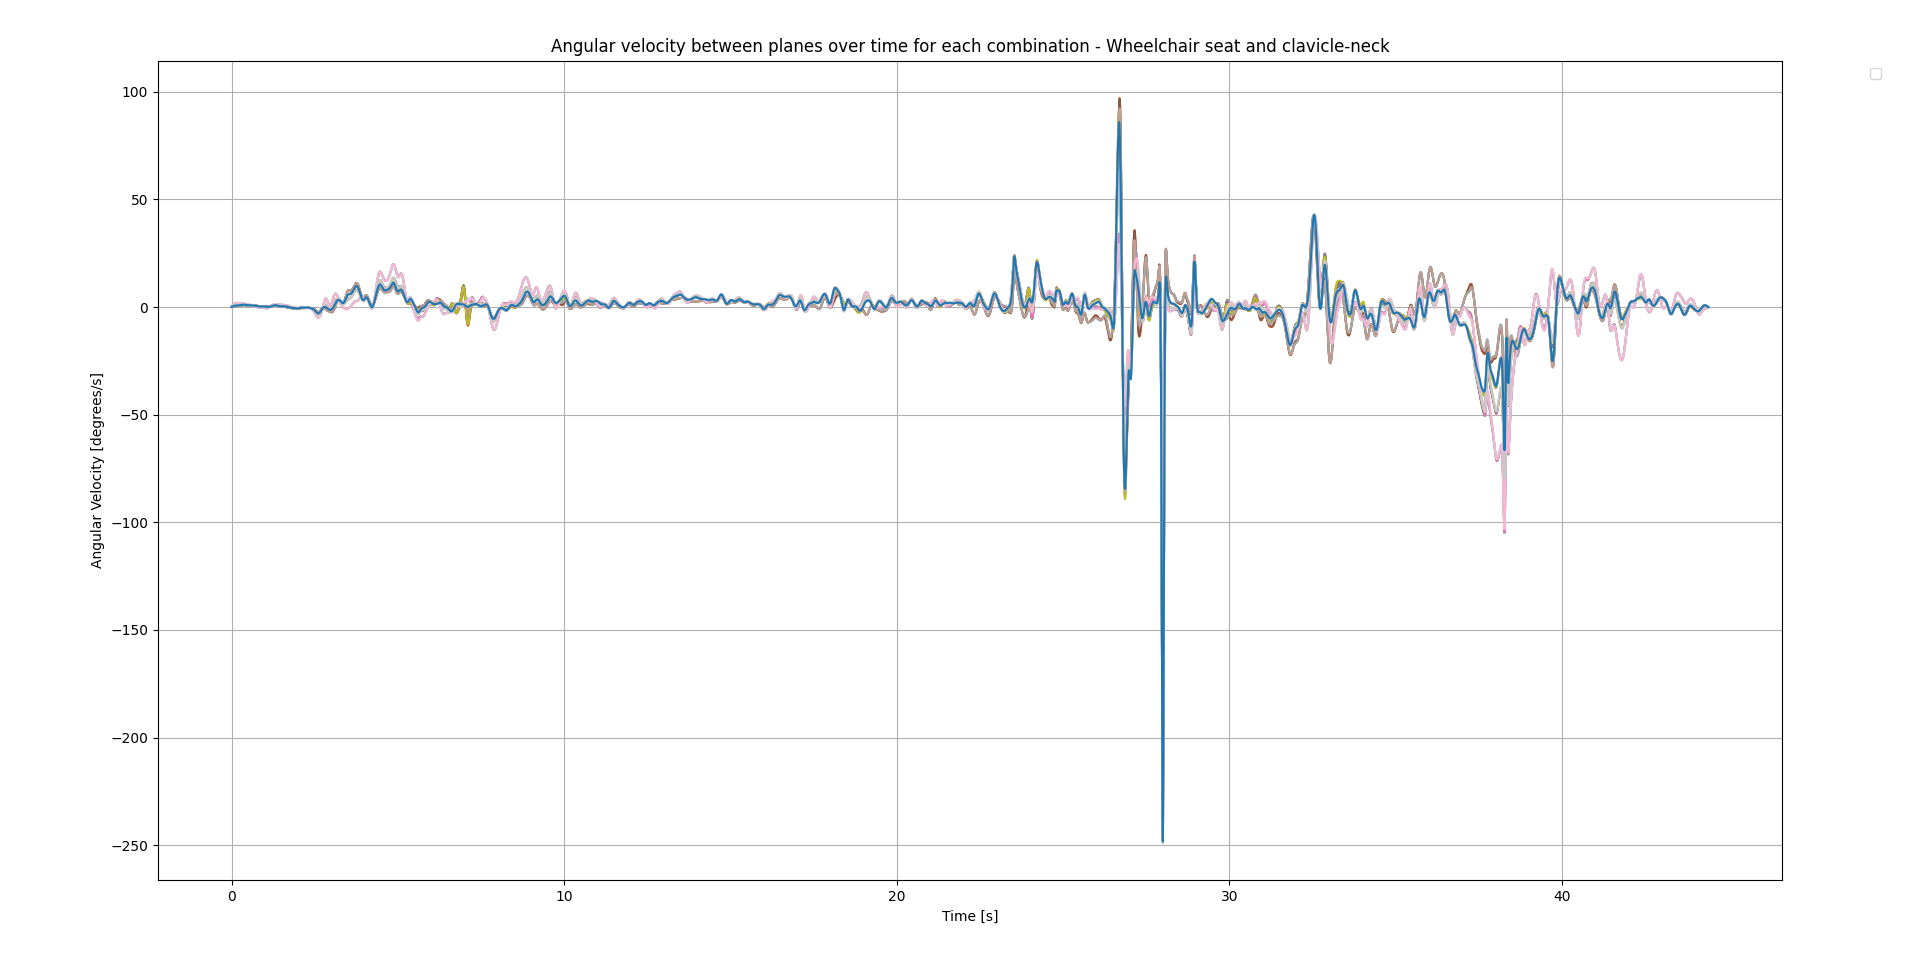 Angular velocity between planes over time for each combination - Wheelchair seat and clavicle-neck
100
50
0
−50
−100
−150
−200
−250
Angular Velocity [degrees/s]
0 10 20 30 40
Time [s]